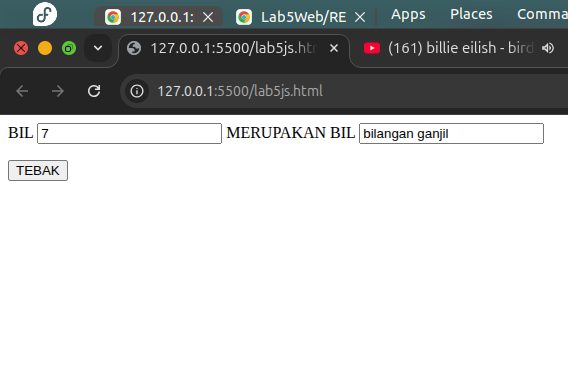 127.0.0.1: Lab5Web/RE Apps Places Comma
127.0.0.1:5500/lab5js.htm (161) billie eilish - bird
127.0.0.1:5500/lab5js.html
BIL 7 MERUPAKAN BIL bilangan ganjil
TEBAK